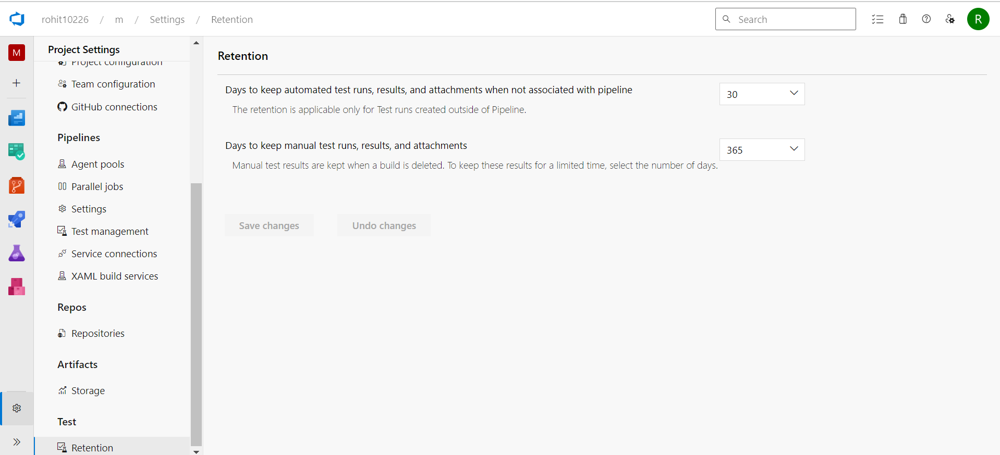 rohit10226 / m / Settings / Retention
Search
R
M
Project Settings
Project configuration
Team configuration
GitHub connections
Pipelines
Agent pools
Parallel jobs
Settings
Test management
Service connections
XAML build services
Repos
Repositories
Artifacts
Storage
Test
Retention
Retention
Days to keep automated test runs, results, and attachments when not associated with pipeline
30
The retention is applicable only for Test runs created outside of Pipeline.
Days to keep manual test runs, results, and attachments
365
Manual test results are kept when a build is deleted. To keep these results for a limited time, select the number of days.
Save changes
Undo changes